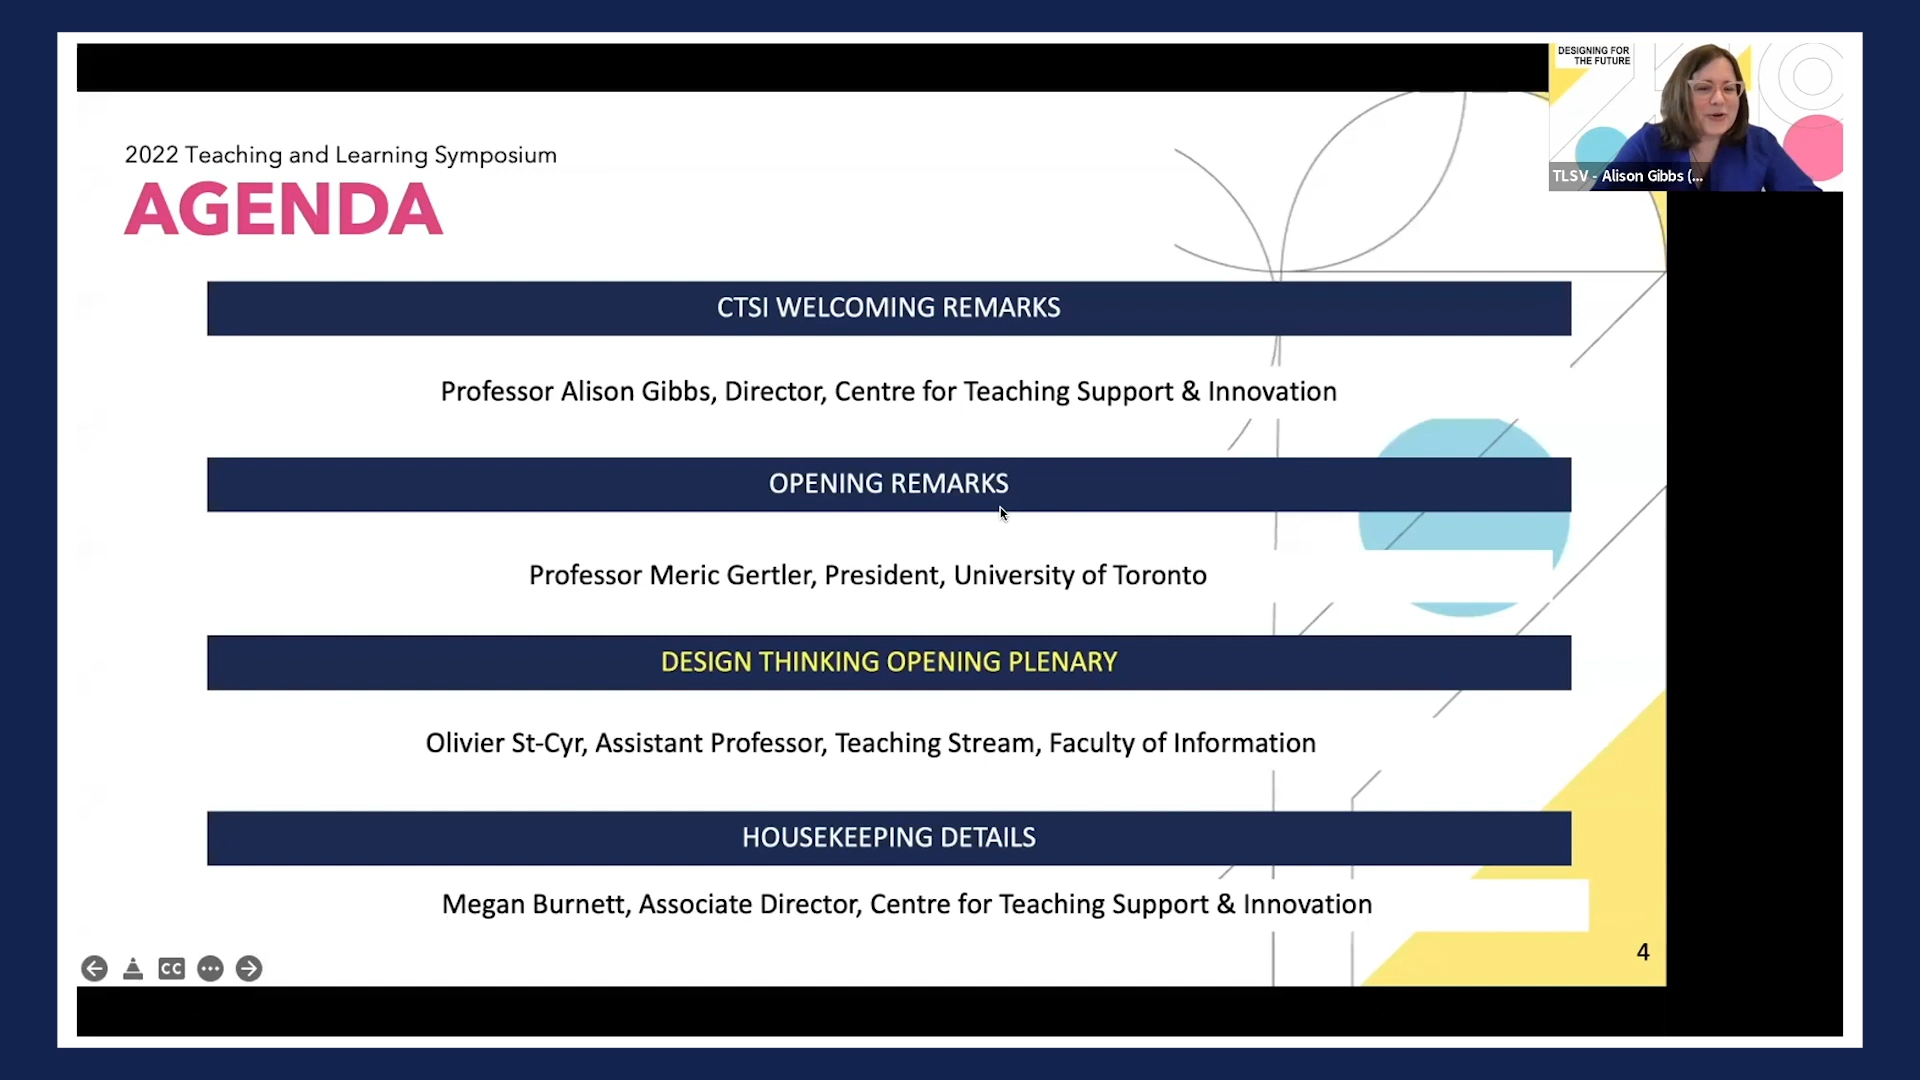 DESIGNING FOR
THE FUTURE
TLSV - Alison Gibbs (...
2022 Teaching and Learning Symposium
AGENDA
CTSI WELCOMING REMARKS
Professor Alison Gibbs, Director, Centre for Teaching Support & Innovation
OPENING REMARKS
Professor Meric Gertler, President, University of Toronto
DESIGN THINKING OPENING PLENARY
Olivier St-Cyr, Assistant Professor, Teaching Stream, Faculty of Information
HOUSEKEEPING DETAILS
Megan Burnett, Associate Director, Centre for Teaching Support & Innovation
4
CC